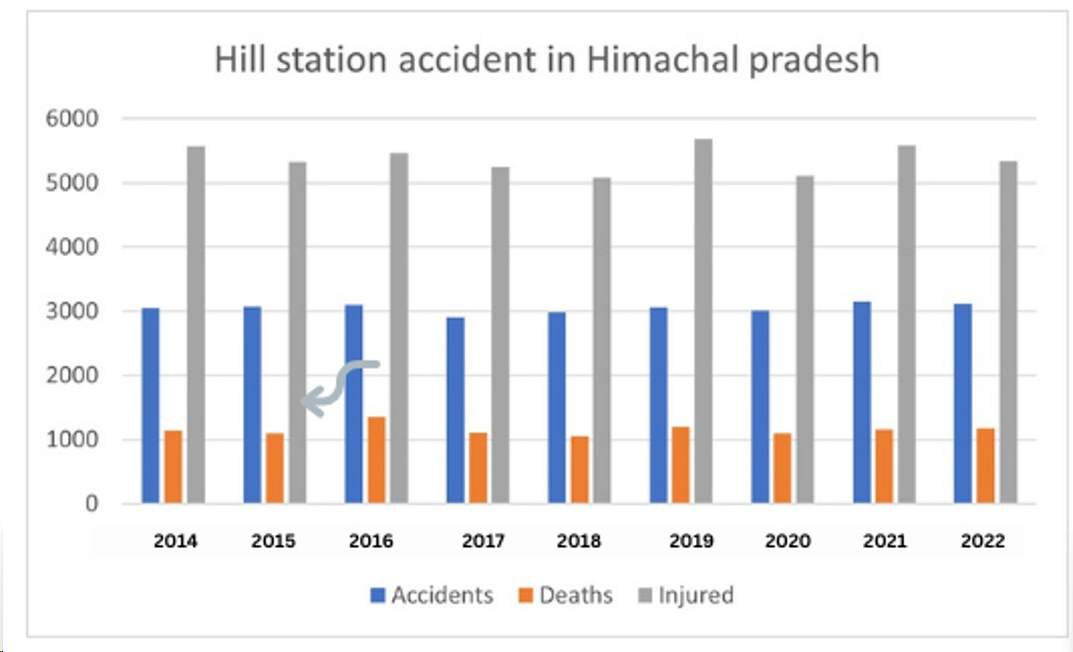 Hill station accident in Himachal pradesh
6000
5000
4000
3000
2000
1000
0
2014 2015 2016 2017 2018 2019 2020 2021 2022
Accidents Deaths Injured